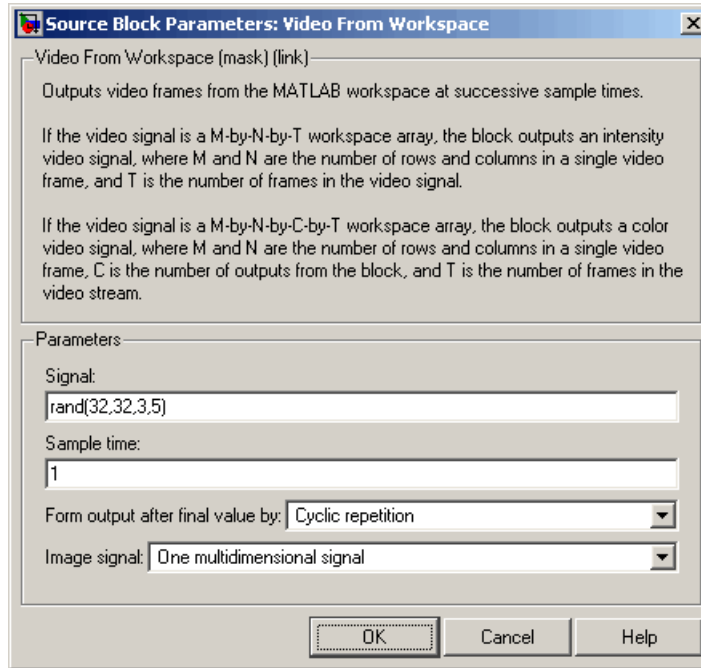 Source Block Parameters: Video From Workspace
Video From Workspace (mask) (link)
Outputs video frames from the MATLAB workspace at successive sample times.
If the video signal is a M-by-N-by-T workspace array, the block outputs an intensity
video signal, where M and N are the number of rows and columns in a single video
frame, and T is the number of frames in the video signal.
If the video signal is a M-by-N-by-C-by-T workspace array, the block outputs a color
video signal, where M and N are the number of rows and columns in a single video
frame, C is the number of outputs from the block, and T is the number of frames in the
video stream.
Parameters
Signal:
rand(32,32,3,5)
Sample time:
1
Form output after final value by: Cyclic repetition
Image signal: One multidimensional signal
OK Cancel Help